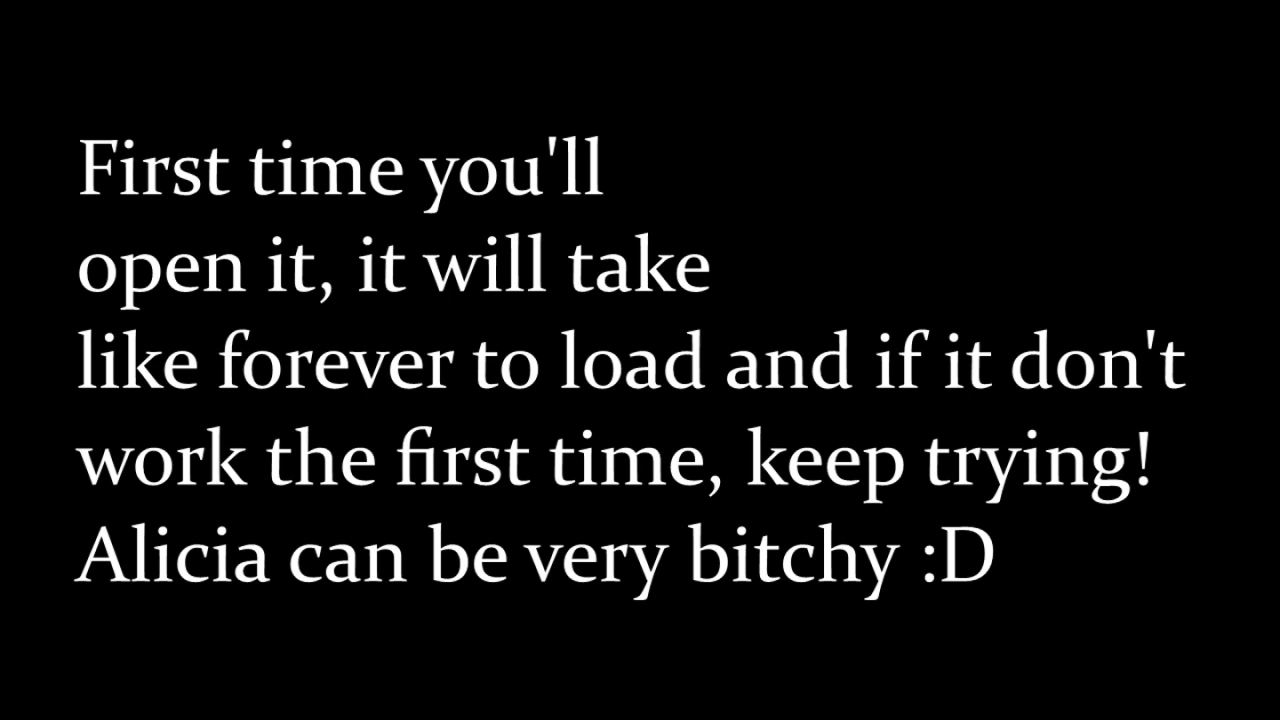 First time you'll
open it, it will take
like forever to load and if it don't
work the first time, keep trying!
Alicia can be very bitchy :D